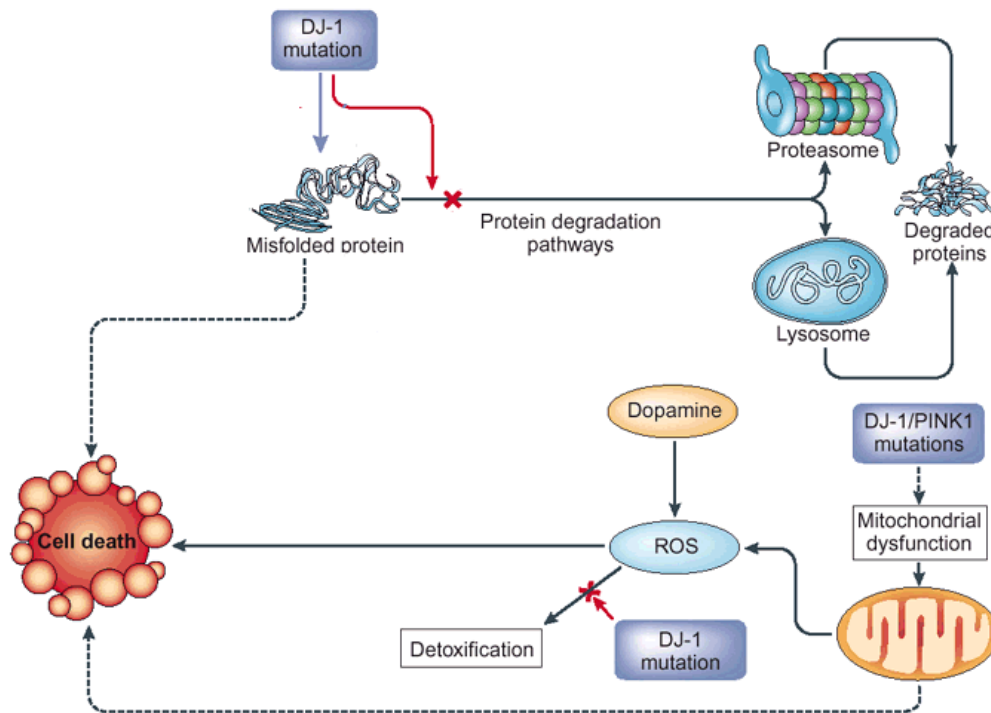 DJ-1
mutation
Proteasome
Misfolded protein
Protein degradation
pathways
Degraded
proteins
Lysosome
Dopamine
DJ-1/PINK1
mutations
Mitochondrial
dysfunction
Cell death
ROS
Detoxification
DJ-1
mutation